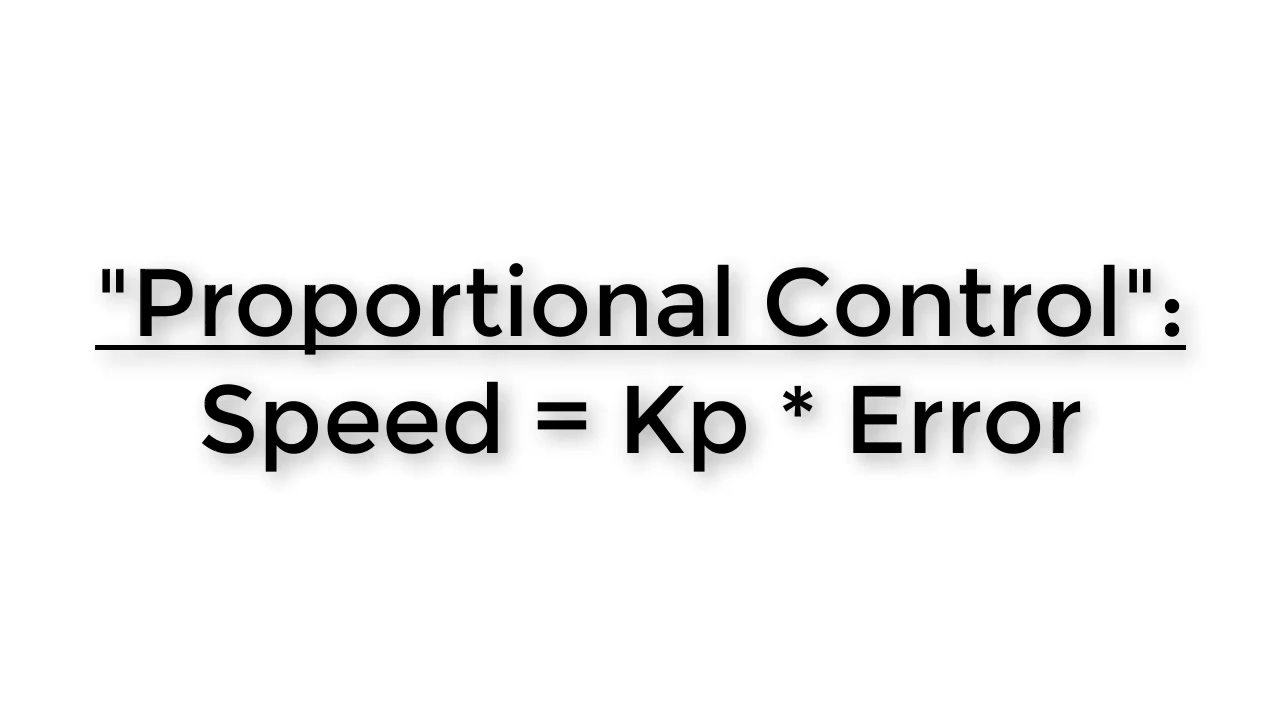 "Proportional Control":
Speed = Kp * Error